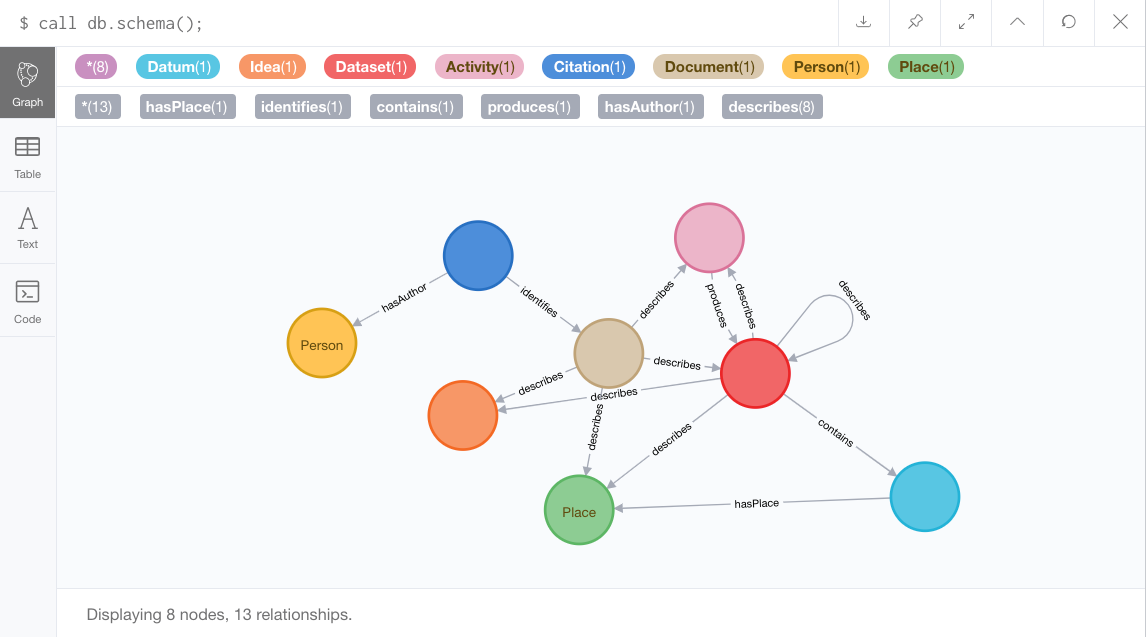 $ call db.schema();
Graph
Table
Text
Code
*(8) Datum(1) Idea(1) Dataset(1) Activity(1) Citation(1) Document(1) Person(1) Place(1)
*(13) hasPlace(1) identifies(1) contains(1) produces(1) hasAuthor(1) describes(8)
hasAuthor
identifies
describes
produces
describes
describes
Person
describes
describes
describes
describes
describes
contains
hasPlace
Place
Displaying 8 nodes, 13 relationships.